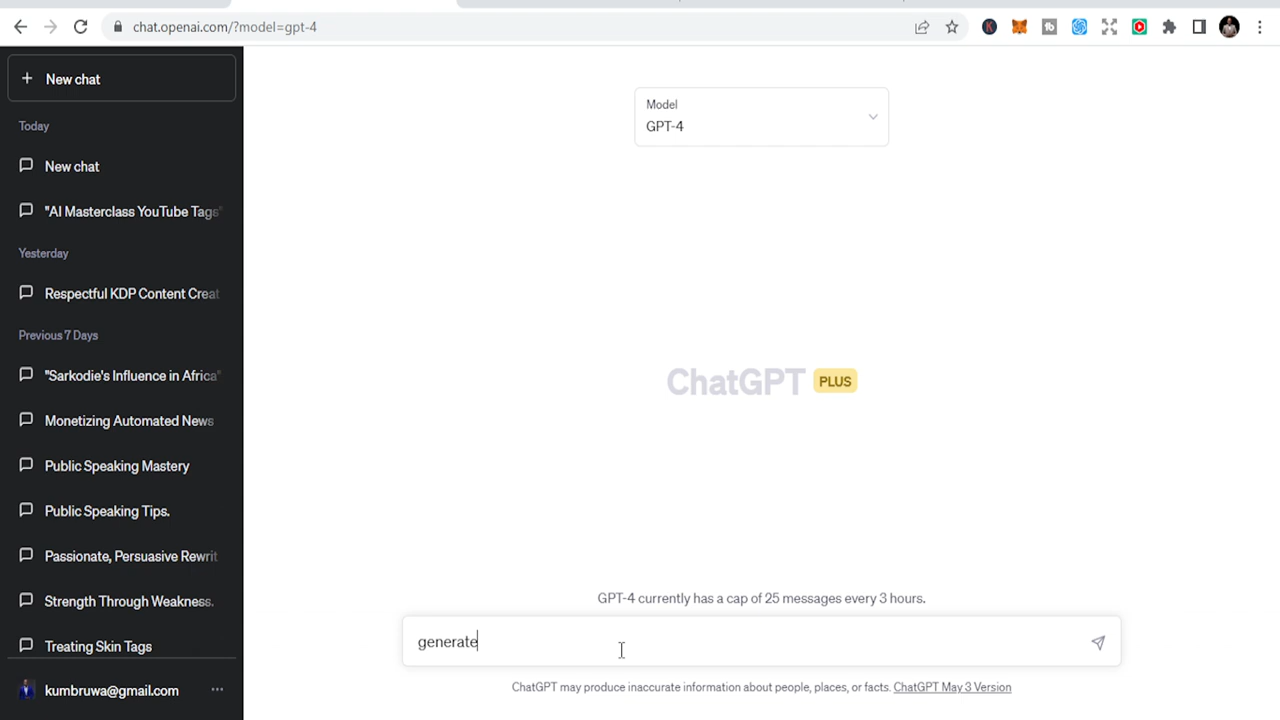 chat.openai.com/?model=gpt-4
New chat
Today
New chat
"AI Masterclass YouTube Tags"
Yesterday
Respectful KDP Content Creat
Previous 7 Days
"Sarkodie's Influence in Africa"
Monetizing Automated News
Public Speaking Mastery
Public Speaking Tips.
Passionate, Persuasive Rewrit
Strength Through Weakness.
Treating Skin Tags
kumbruwa@gmail.com
Model
GPT-4
ChatGPT PLUS
GPT-4 currently has a cap of 25 messages every 3 hours.
generate
ChatGPT may produce inaccurate information about people, places, or facts. ChatGPT May 3 Version